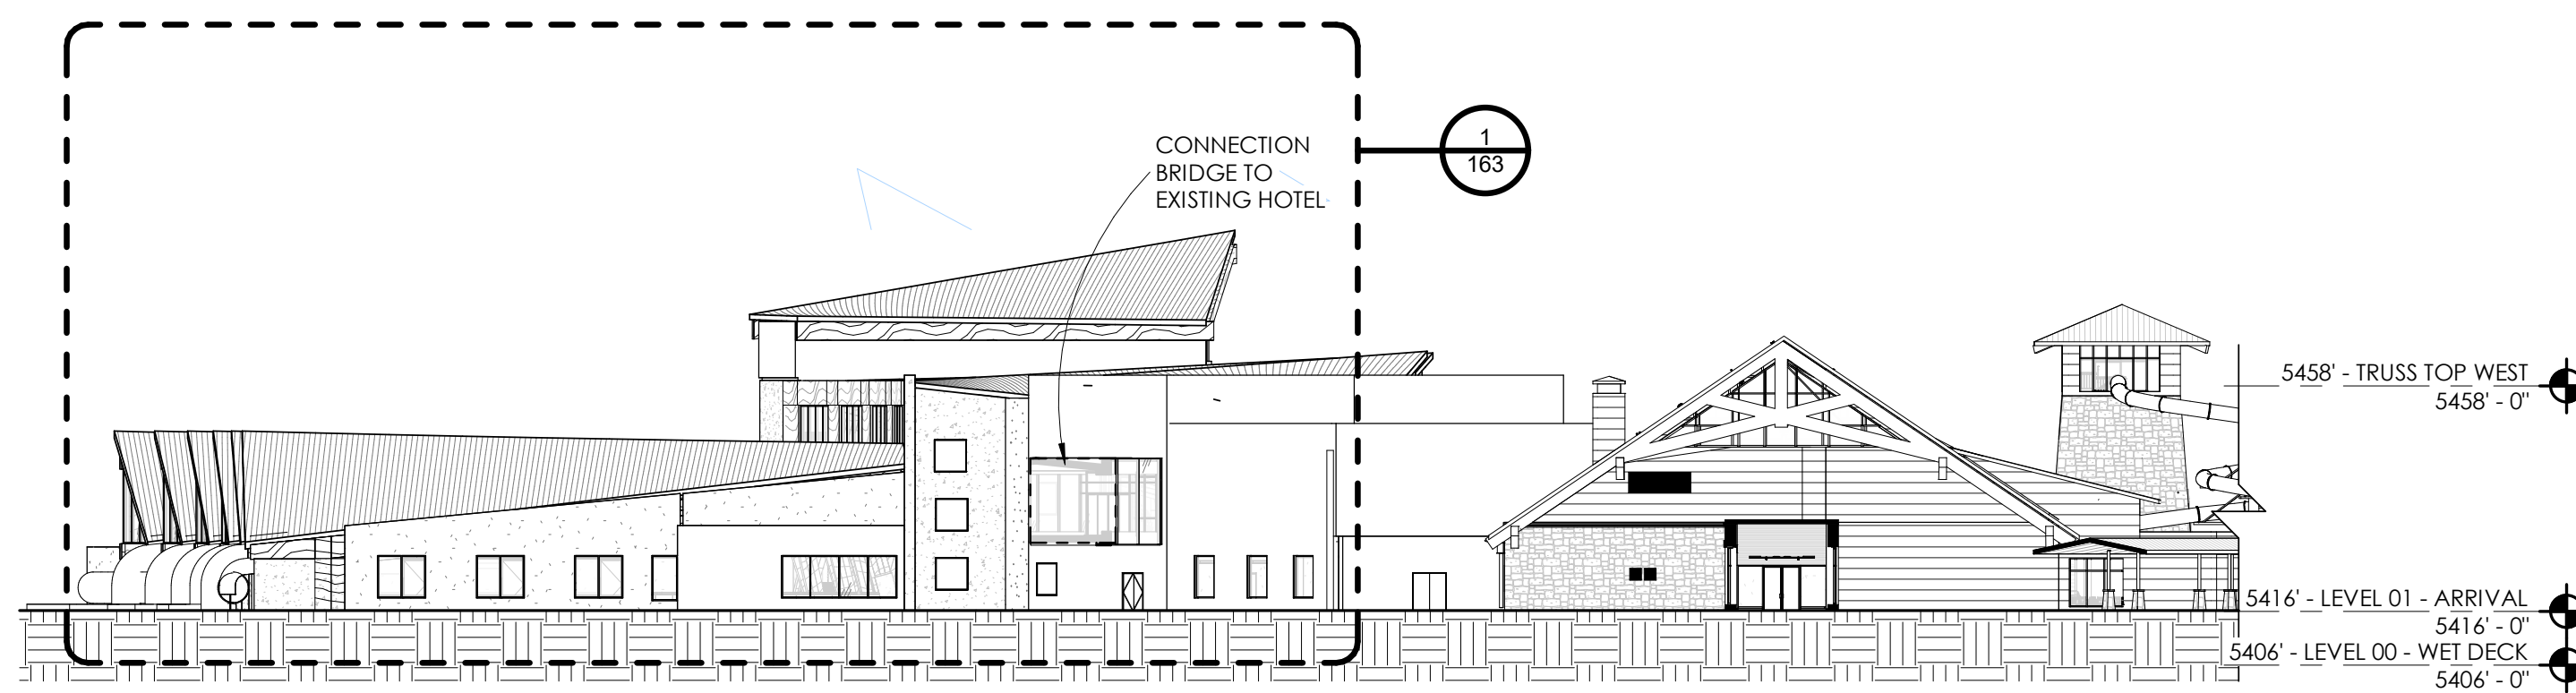 CONNECTION
BRIDGE TO
EXISTING HOTEL
1
163
5458' - TRUSS TOP WEST
5458' - 0"
5416' - LEVEL 01 - ARRIVAL
5416' - 0"
5406' - LEVEL 00 - WET DECK
5406' - 0"